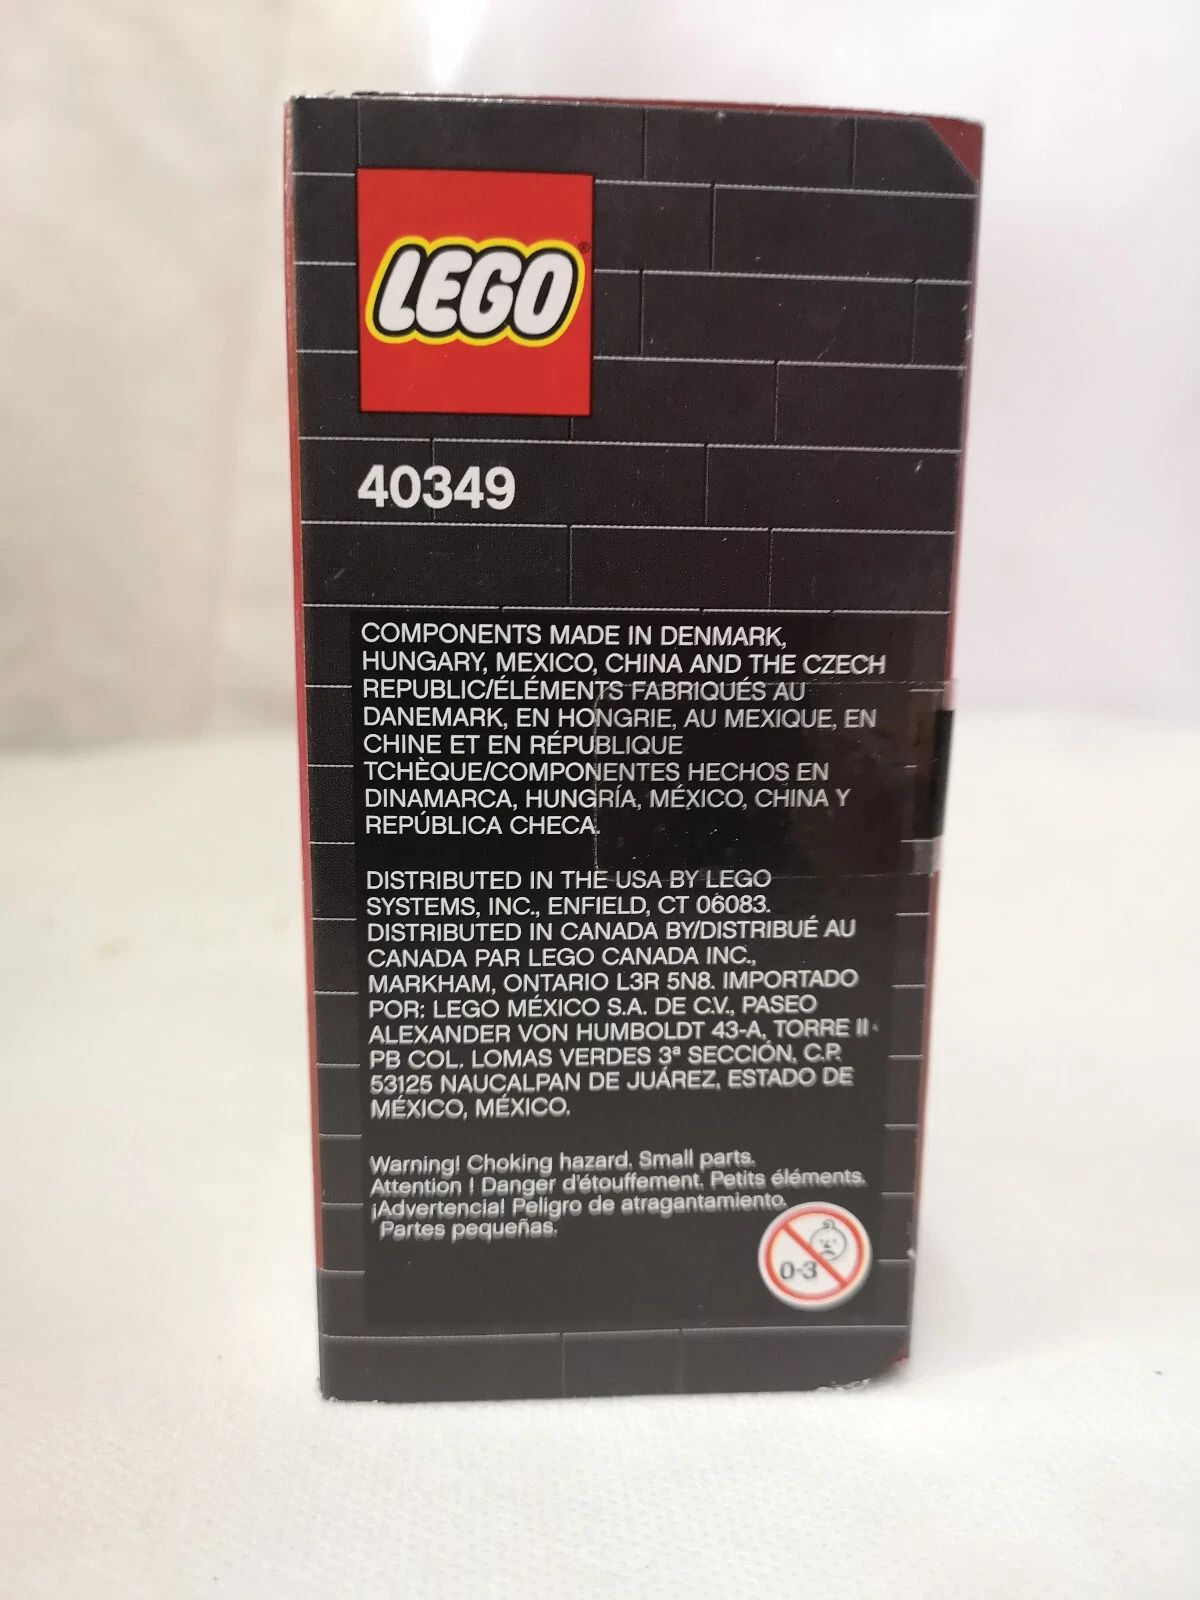 LEGO®
40349
COMPONENTS MADE IN DENMARK,
HUNGARY, MEXICO, CHINA AND THE CZECH
REPUBLIC/ÉLÉMENTS FABRIQUÉS AU
DANEMARK, EN HONGRIE, AU MEXIQUE, EN
CHINE ET EN RÉPUBLIQUE
TCHÈQUE/COMPONENTES HECHOS EN
DINAMARCA, HUNGRÍA, MÉXICO, CHINA Y
REPÚBLICA CHECA.
DISTRIBUTED IN THE USA BY LEGO
SYSTEMS, INC., ENFIELD, CT 06083.
DISTRIBUTED IN CANADA BY/DISTRIBUÉ AU
CANADA PAR LEGO CANADA INC.,
MARKHAM, ONTARIO L3R 5N8. IMPORTADO
POR: LEGO MÉXICO S.A. DE C.V., PASEO
ALEXANDER VON HUMBOLDT 43-A, TORRE II -
PB COL. LOMAS VERDES 3ª SECCIÓN, C.P.
53125 NAUCALPAN DE JUÁREZ, ESTADO DE
MÉXICO, MÉXICO.
Warning! Choking hazard. Small parts.
Attention ! Danger d'étouffement. Petits éléments.
¡Advertencia! Peligro de atragantamiento.
Partes pequeñas.
0-3